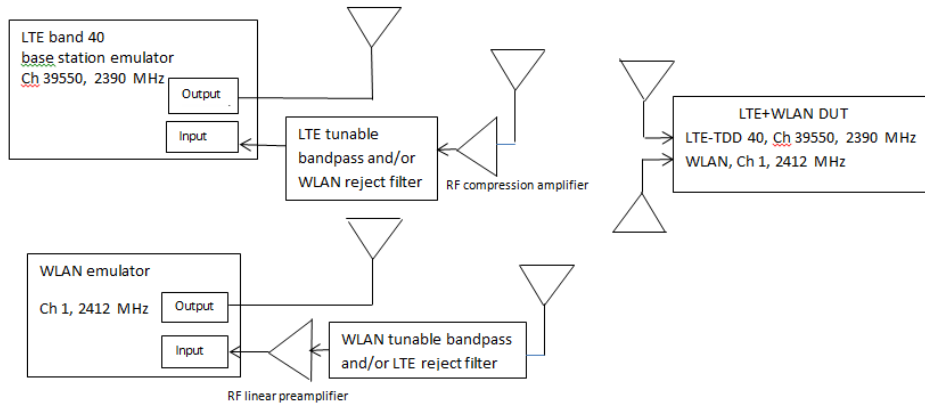 LTE band 40
base station emulator
Ch 39550, 2390 MHz
Output
Input
LTE tunable
bandpass and/or
WLAN reject filter
RF compression amplifier
LTE+WLAN DUT
LTE-TDD 40, Ch 39550, 2390 MHz
WLAN, Ch 1, 2412 MHz
WLAN emulator
Ch 1, 2412 MHz
Output
Input
WLAN tunable bandpass
and/or LTE reject filter
RF linear preamplifier